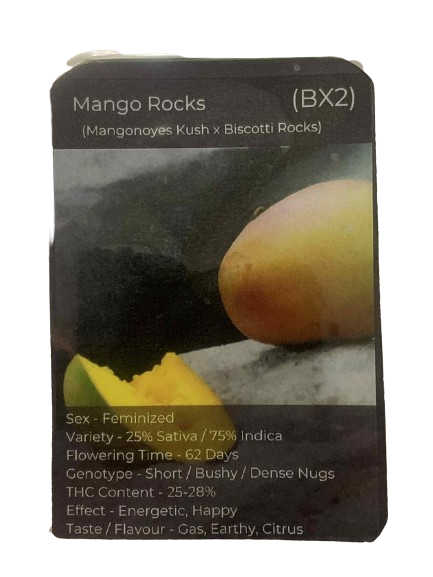 Mango Rocks (BX2)
(Mangonoyes Kush x Biscotti Rocks)
Sex - Feminized
Variety - 25% Sativa / 75% Indica
Flowering Time - 62 Days
Genotype - Short / Bushy / Dense Nugs
THC Content - 25-28%
Effect - Energetic, Happy
Taste / Flavour - Gas, Earthy, Citrus